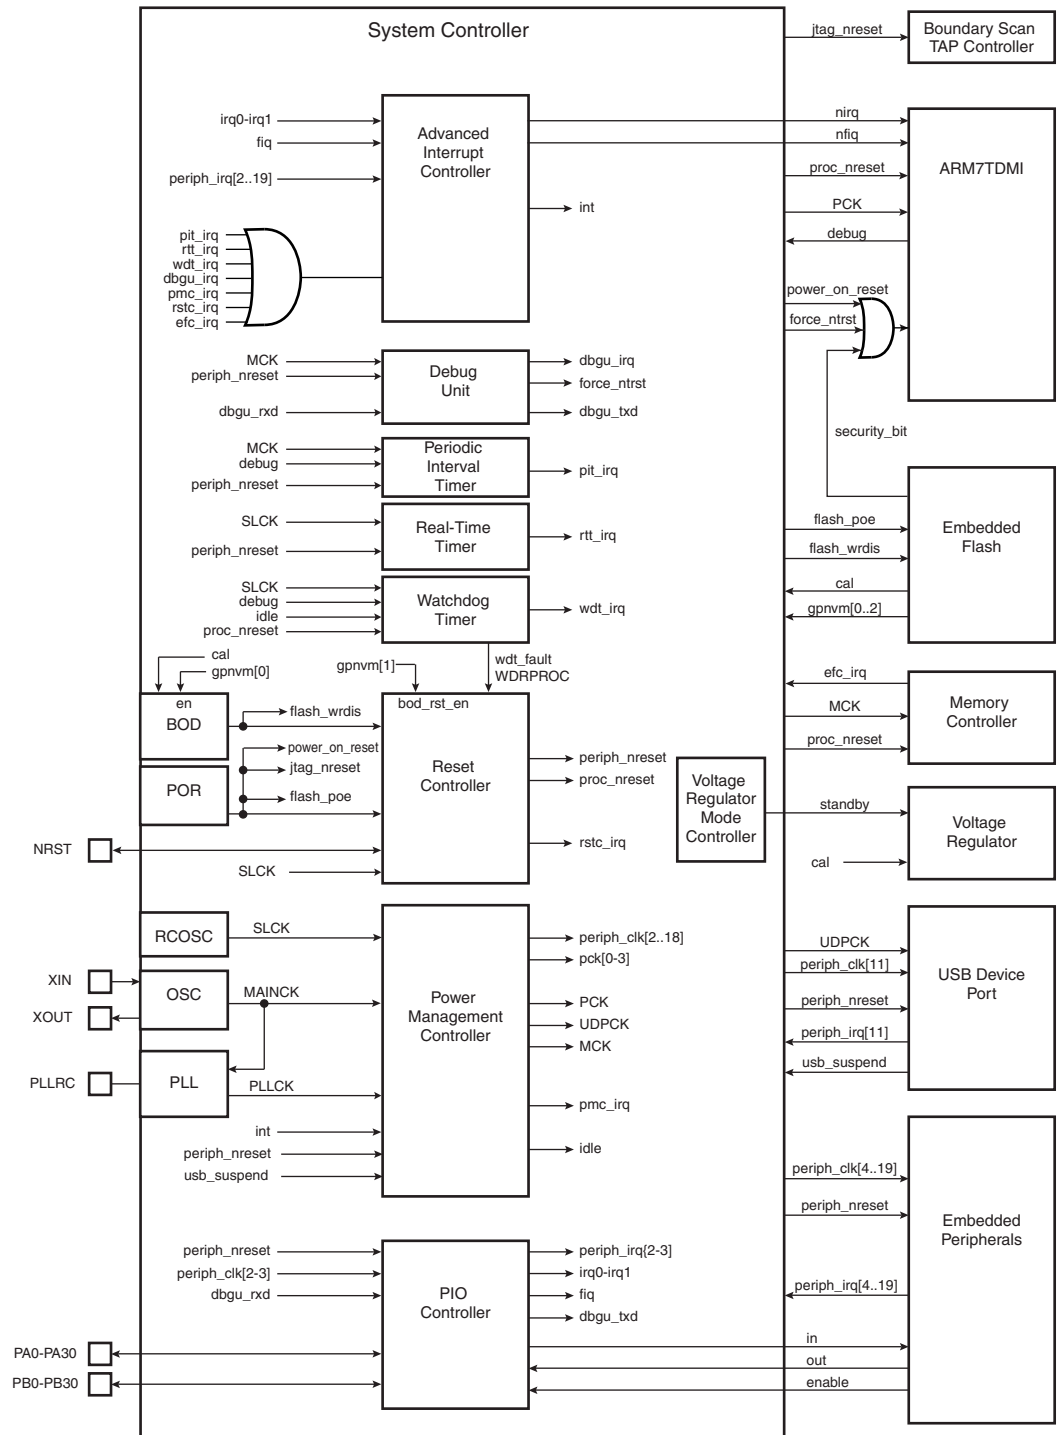 System Controller
jtag_nreset
Boundary Scan
TAP Controller
irq0-irq1
fiq
periph_irq[2..19]
Advanced
Interrupt
Controller
int
nirq
nfiq
proc_nreset
PCK
debug
ARM7TDMI
pit_irq
rtt_irq
wdt_irq
dbgu_irq
pmc_irq
rstc_irq
efc_irq
power_on_reset
force_ntrst
security_bit
MCK
periph_nreset
dbgu_rxd
Debug
Unit
dbgu_irq
force_ntrst
dbgu_txd
MCK
debug
periph_nreset
Periodic
Interval
Timer
pit_irq
SLCK
periph_nreset
Real-Time
Timer
rtt_irq
flash_poe
flash_wrdis
cal
gpnvm[0..2]
Embedded
Flash
SLCK
debug
idle
proc_nreset
Watchdog
Timer
wdt_irq
cal
gpnvm[0]
gpnvm[1]
wdt_fault
WDRPROC
en
BOD
flash_wrdis
bod_rst_en
Reset
Controller
efc_irq
MCK
proc_nreset
Memory
Controller
POR
power_on_reset
jtag_nreset
flash_poe
periph_nreset
proc_nreset
rstc_irq
Voltage
Regulator
Mode
Controller
standby
cal
Voltage
Regulator
NRST
SLCK
RCOSC
SLCK
XIN
XOUT
OSC
MAINCK
PLLRC
PLL
PLLCK
int
periph_nreset
usb_suspend
Power
Management
Controller
periph_clk[2..18]
pck[0-3]
PCK
UDPCK
MCK
pmc_irq
idle
UDPCK
periph_clk[11]
periph_nreset
periph_irq[11]
usb_suspend
USB Device
Port
periph_clk[4..19]
periph_nreset
periph_irq[4..19]
Embedded
Peripherals
periph_nreset
periph_clk[2-3]
dbgu_rxd
PIO
Controller
periph_irq{2-3]
irq0-irq1
fiq
dbgu_txd
PA0-PA30
PB0-PB30
in
out
enable